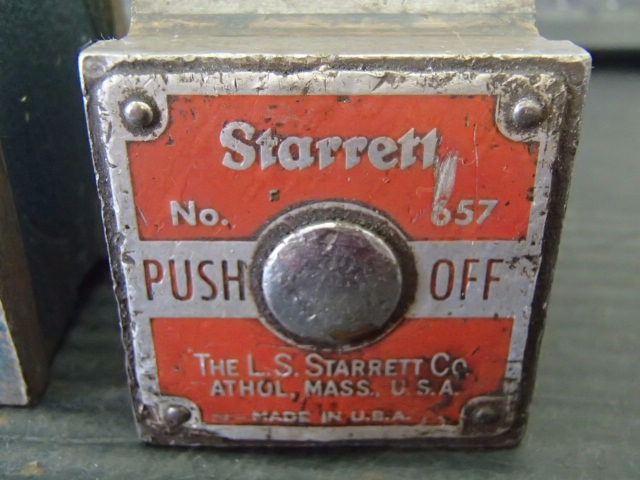 Starrett
No. 657
PUSH OFF
THE L. S. STARRETT CO
ATHOL, MASS., U. S. A.
MADE IN U.S.A.